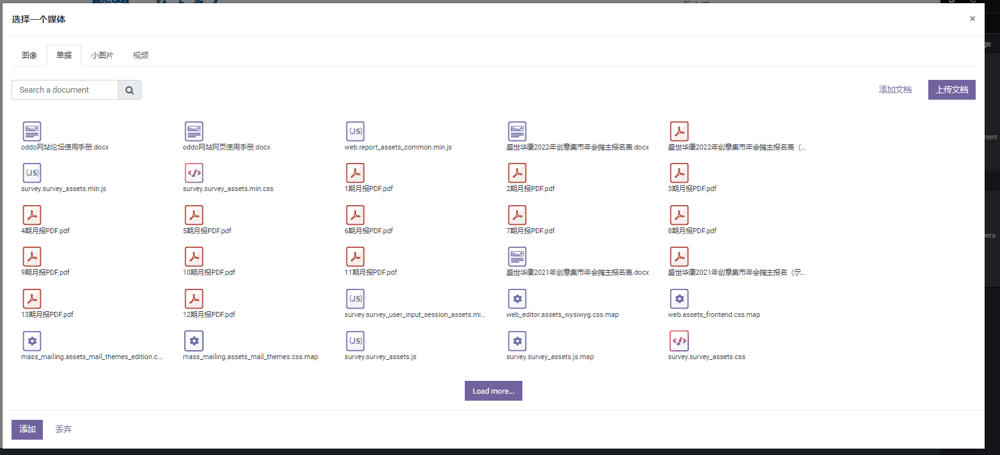 选择一个媒体
×
图像 单据 小图片 视频
Search a document
添加文档 上传文档
oddo网站论坛使用手册.docx oddo网站网页使用手册.docx web.report_assets_common.min.js 盛世华康2022年创意集市年会摊主报名表.docx 盛世华康2022年创意集市年会摊主报名表（...
survey.survey_assets.min.js survey.survey_assets.min.css 1期月报PDF.pdf 2期月报PDF.pdf 3期月报PDF.pdf
4期月报PDF.pdf 5期月报PDF.pdf 6期月报PDF.pdf 7期月报PDF.pdf 8期月报PDF.pdf
9期月报PDF.pdf 10期月报PDF.pdf 11期月报PDF.pdf 盛世华康2021年创意集市年会摊主报名表.docx 盛世华康2021年创意集市年会摊主报名（示...
13期月报PDF.pdf 12期月报PDF.pdf survey.survey_user_input_session_assets.mi... web_editor.assets_wysiwyg.css.map web.assets_frontend.css.map
mass_mailing.assets_mail_themes_edition.c... mass_mailing.assets_mail_themes.css.map survey.survey_assets.js survey.survey_assets.js.map survey.survey_assets.css
Load more...
添加 丢弃